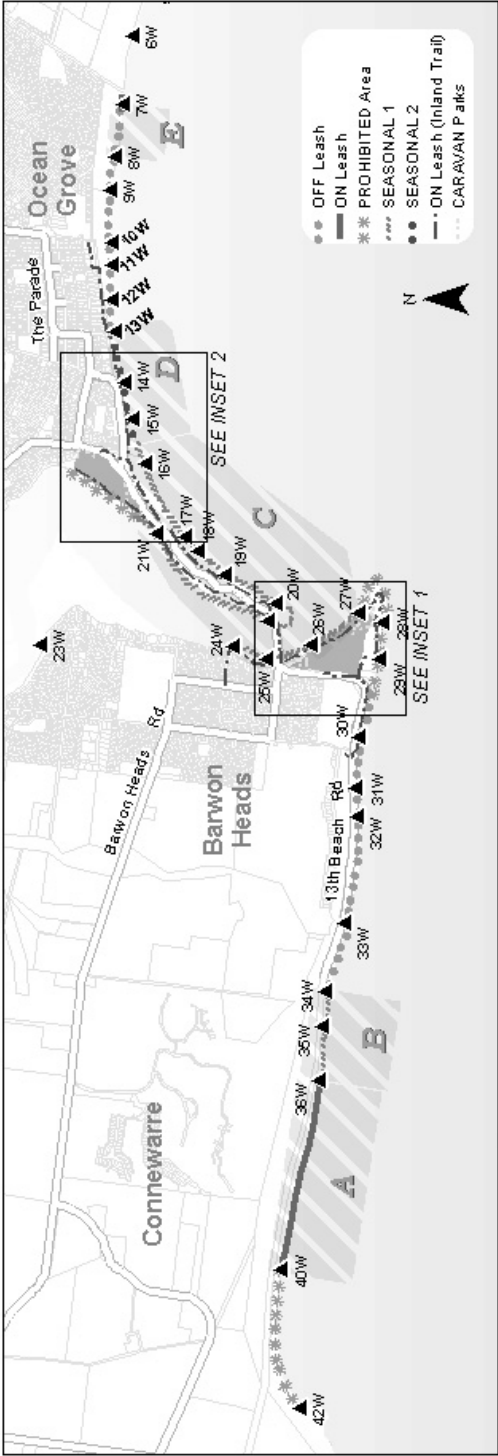 42W
40W
A
36W
35W
34W
B
33W
32W
31W
30W
29W
28W
27W
26W
25W
24W
20W
19W
18W
17W
21W
16W
15W
14W
13W
12W
11W
10W
9W
8W
7W
6W
23W
C
D
E
Connewarre
Barwon
Heads
Barwon Heads Rd
13th Beach Rd
The Parade
Ocean
Grove
SEE INSET 1
SEE INSET 2
N
OFF Leash
ON Leash
PROHIBITED Area
SEASONAL 1
SEASONAL 2
ON Leash (Inland Trail)
CARAVAN Parks